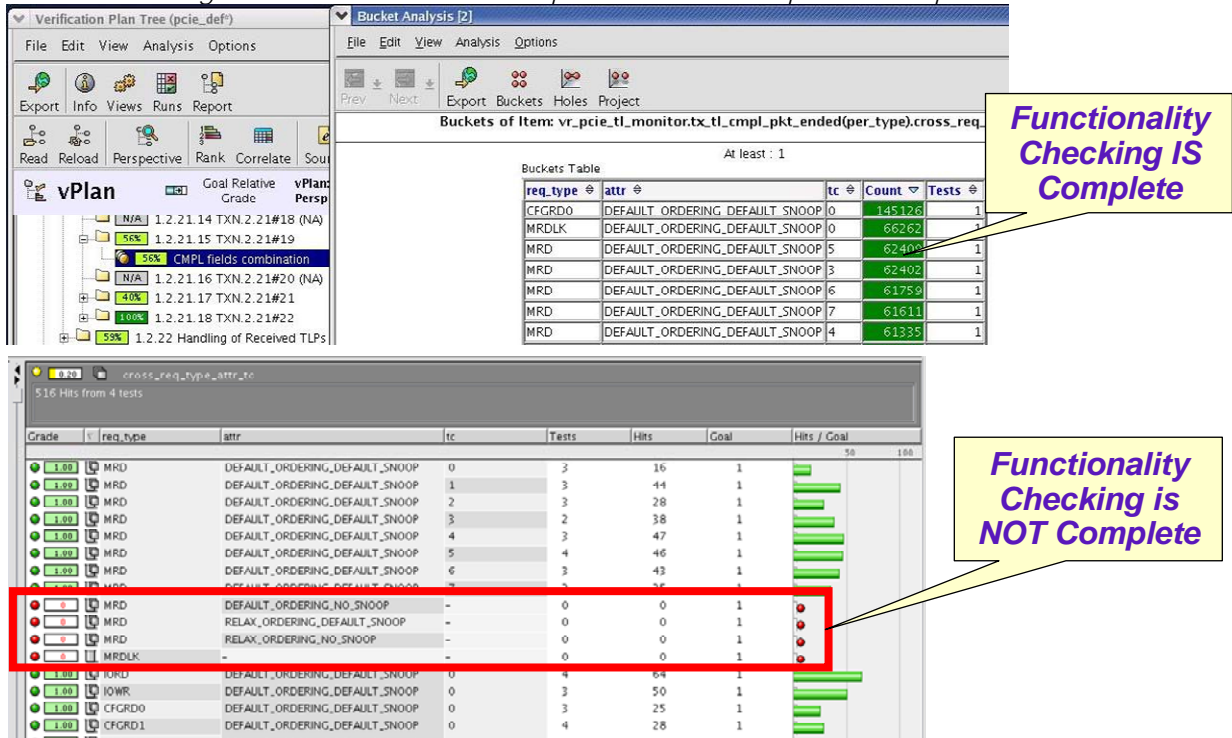 Verification Plan Tree (pcie_def*)
File Edit View Analysis Options
Export Info Views Runs Report
Read Reload Perspective Rank Correlate
vPlan Goal Relative Grade vPlan: Persp
N/A 1.2.21.14 TXN.2.21#18 (NA)
56% 1.2.21.15 TXN.2.21#19
56% CMPL fields combination
N/A 1.2.21.16 TXN.2.21#20 (NA)
40% 1.2.21.17 TXN.2.21#21
100% 1.2.21.18 TXN.2.21#22
59% 1.2.22 Handling of Received TLPs
Bucket Analysis [2]
File Edit View Analysis Options
Prev Next Export Buckets Holes Project
Buckets of Item: vr_pcie_tl_monitor.tx_tl_cmpl_pkt_ended(per_type).cross_req_
At least : 1
Buckets Table
req_type attr tc Count Tests
CFGRD0 DEFAULT_ORDERING_DEFAULT_SNOOP 0 145126 1
MRDLK DEFAULT_ORDERING_DEFAULT_SNOOP 0 66262 1
MRD DEFAULT_ORDERING_DEFAULT_SNOOP 5 62409 1
MRD DEFAULT_ORDERING_DEFAULT_SNOOP 3 62402 1
MRD DEFAULT_ORDERING_DEFAULT_SNOOP 6 61759 1
MRD DEFAULT_ORDERING_DEFAULT_SNOOP 7 61611 1
MRD DEFAULT_ORDERING_DEFAULT_SNOOP 4 61335 1
Functionality
Checking IS
Complete
0.20 cross_req_type_attr_tc
516 Hits from 4 tests
Grade req_type attr tc Tests Hits Goal Hits / Goal
50 100
1.00 MRD DEFAULT_ORDERING_DEFAULT_SNOOP 0 3 16 1
1.00 MRD DEFAULT_ORDERING_DEFAULT_SNOOP 1 3 44 1
1.00 MRD DEFAULT_ORDERING_DEFAULT_SNOOP 2 3 28 1
1.00 MRD DEFAULT_ORDERING_DEFAULT_SNOOP 3 2 38 1
1.00 MRD DEFAULT_ORDERING_DEFAULT_SNOOP 4 3 47 1
1.00 MRD DEFAULT_ORDERING_DEFAULT_SNOOP 5 4 46 1
1.00 MRD DEFAULT_ORDERING_DEFAULT_SNOOP 6 3 43 1
0 MRD DEFAULT_ORDERING_NO_SNOOP - 0 0 1
0 MRD RELAX_ORDERING_DEFAULT_SNOOP - 0 0 1
0 MRD RELAX_ORDERING_NO_SNOOP - 0 0 1
0 MRDLK - - 0 0 1
1.00 IORD DEFAULT_ORDERING_DEFAULT_SNOOP 0 4 64 1
1.00 IOWR DEFAULT_ORDERING_DEFAULT_SNOOP 0 3 50 1
1.00 CFGRD0 DEFAULT_ORDERING_DEFAULT_SNOOP 0 3 25 1
1.00 CFGRD1 DEFAULT_ORDERING_DEFAULT_SNOOP 0 4 28 1
Functionality
Checking is
NOT Complete